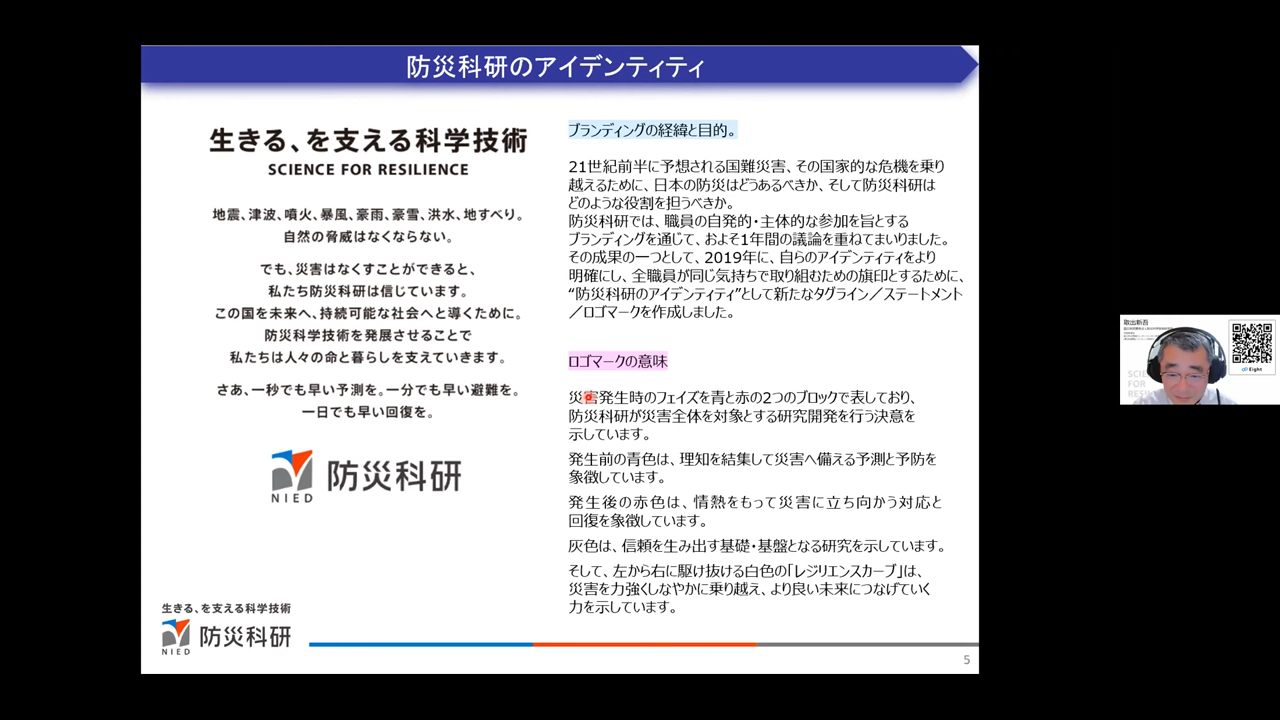 防災科研のアイデンティティ
生きる、を支える科学技術
SCIENCE FOR RESILIENCE
地震、津波、噴火、暴風、豪雨、豪雪、洪水、地すべり。
自然の脅威はなくならない。
でも、災害はなくすことができると、
私たち防災科研は信じています。
この国を未来へ、持続可能な社会へと導くために。
防災科学技術を発展させることで
私たちは人々の命と暮らしを支えていきます。
さあ、一秒でも早い予測を。一分でも早い避難を。
一日でも早い回復を。
NIED
防災科研
ブランディングの経緯と目的。
21世紀前半に予想される国難災害、その国家的な危機を乗り
越えるために、日本の防災はどうあるべきか、そして防災科研は
どのような役割を担うべきか。
防災科研では、職員の自発的・主体的な参加を旨とする
ブランディングを通じて、およそ1年間の議論を重ねてまいりました。
その成果の一つとして、2019年に、自らのアイデンティティをより
明確にし、全職員が同じ気持ちで取り組むための旗印とするために、
“防災科研のアイデンティティ”として新たなタグライン／ステートメント
／ロゴマークを作成しました。
ロゴマークの意味
災害発生時のフェイズを青と赤の2つのブロックで表しており、
防災科研が災害全体を対象とする研究開発を行う決意を
示しています。
発生前の青色は、理知を結集して災害へ備える予測と予防を
象徴しています。
発生後の赤色は、情熱をもって災害に立ち向かう対応と
回復を象徴しています。
灰色は、信頼を生み出す基礎・基盤となる研究を示しています。
そして、左から右に駆け抜ける白色の「レジリエンスカーブ」は、
災害を力強くしなやかに乗り越え、より良い未来につなげていく
力を示しています。
生きる、を支える科学技術
NIED
防災科研
5
取出新吾
Eight
SCIE
FOR
RESIL